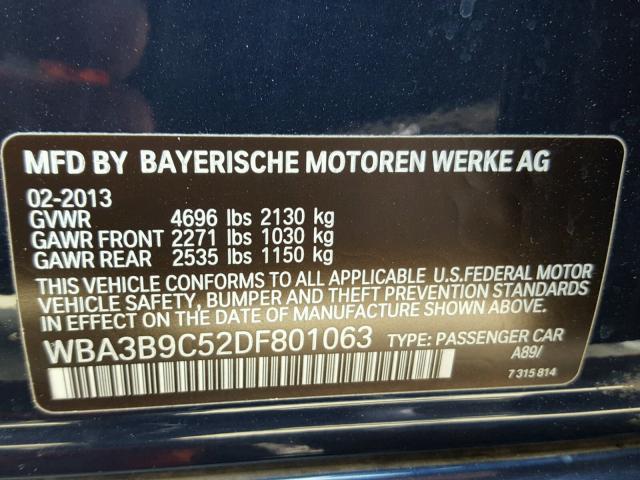 MFD BY BAYERISCHE MOTOREN WERKE AG
02-2013
GVWR 4696 lbs 2130 kg
GAWR FRONT 2271 lbs 1030 kg
GAWR REAR 2535 lbs 1150 kg
THIS VEHICLE CONFORMS TO ALL APPLICABLE U.S.FEDERAL MOTOR
VEHICLE SAFETY, BUMPER AND THEFT PREVENTION STANDARDS
IN EFFECT ON THE DATE OF MANUFACTURE SHOWN ABOVE.
WBA3B9C52DF801063 TYPE: PASSENGER CAR
A89/
7 315 814